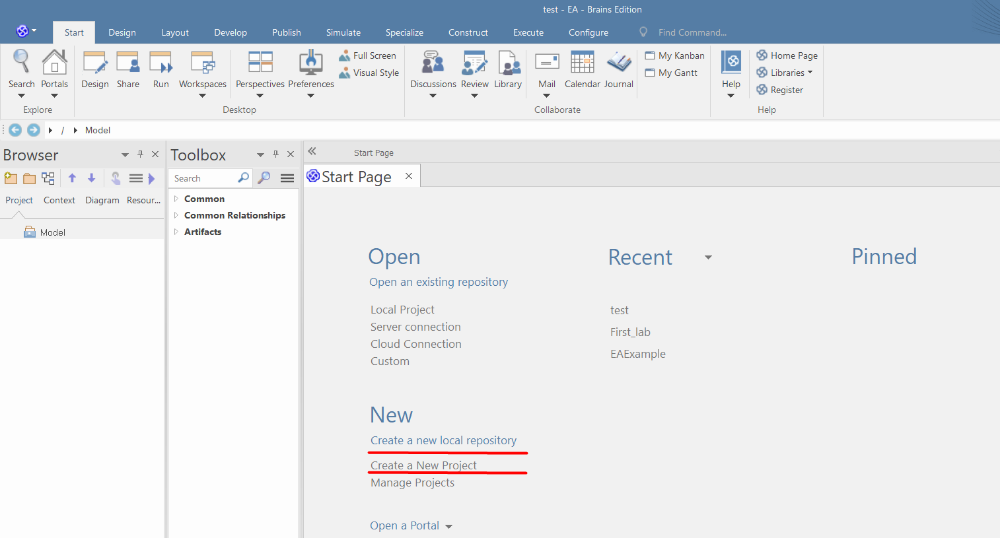 test - EA - Brains Edition
Start Design Layout Develop Publish Simulate Specialize Construct Execute Configure Find Command...
Search Portals
Explore
Design Share Run Workspaces Perspectives Preferences
Full Screen
Visual Style
Desktop
Discussions Review Library Mail Calendar Journal
My Kanban
My Gantt
Collaborate
Help
Home Page
Libraries
Register
Help
/ Model
Browser
Project Context Diagram Resour...
Model
Toolbox
Search
Common
Common Relationships
Artifacts
Start Page
Start Page
Open
Open an existing repository
Local Project
Server connection
Cloud Connection
Custom
Recent
test
First_lab
EAExample
Pinned
New
Create a new local repository
Create a New Project
Manage Projects
Open a Portal